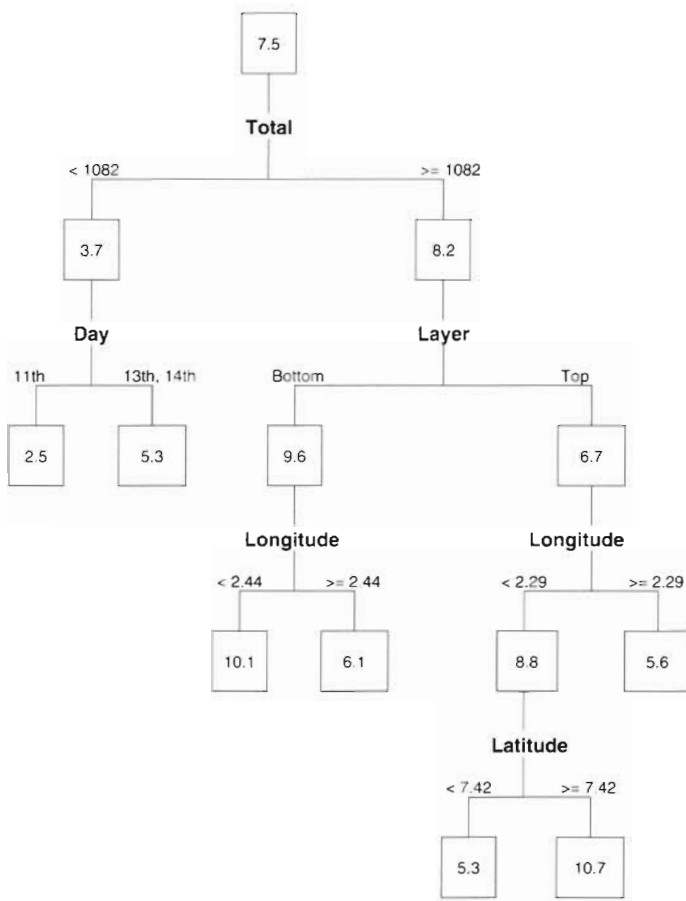 7.5
Total
< 1082 >= 1082
3.7 8.2
Day Layer
11th 13th, 14th Bottom Top
2.5 5.3 9.6 6.7
Longitude Longitude
< 2.44 >= 2.44 < 2.29 >= 2.29
10.1 6.1 8.8 5.6
Latitude
< 7.42 >= 7.42
5.3 10.7